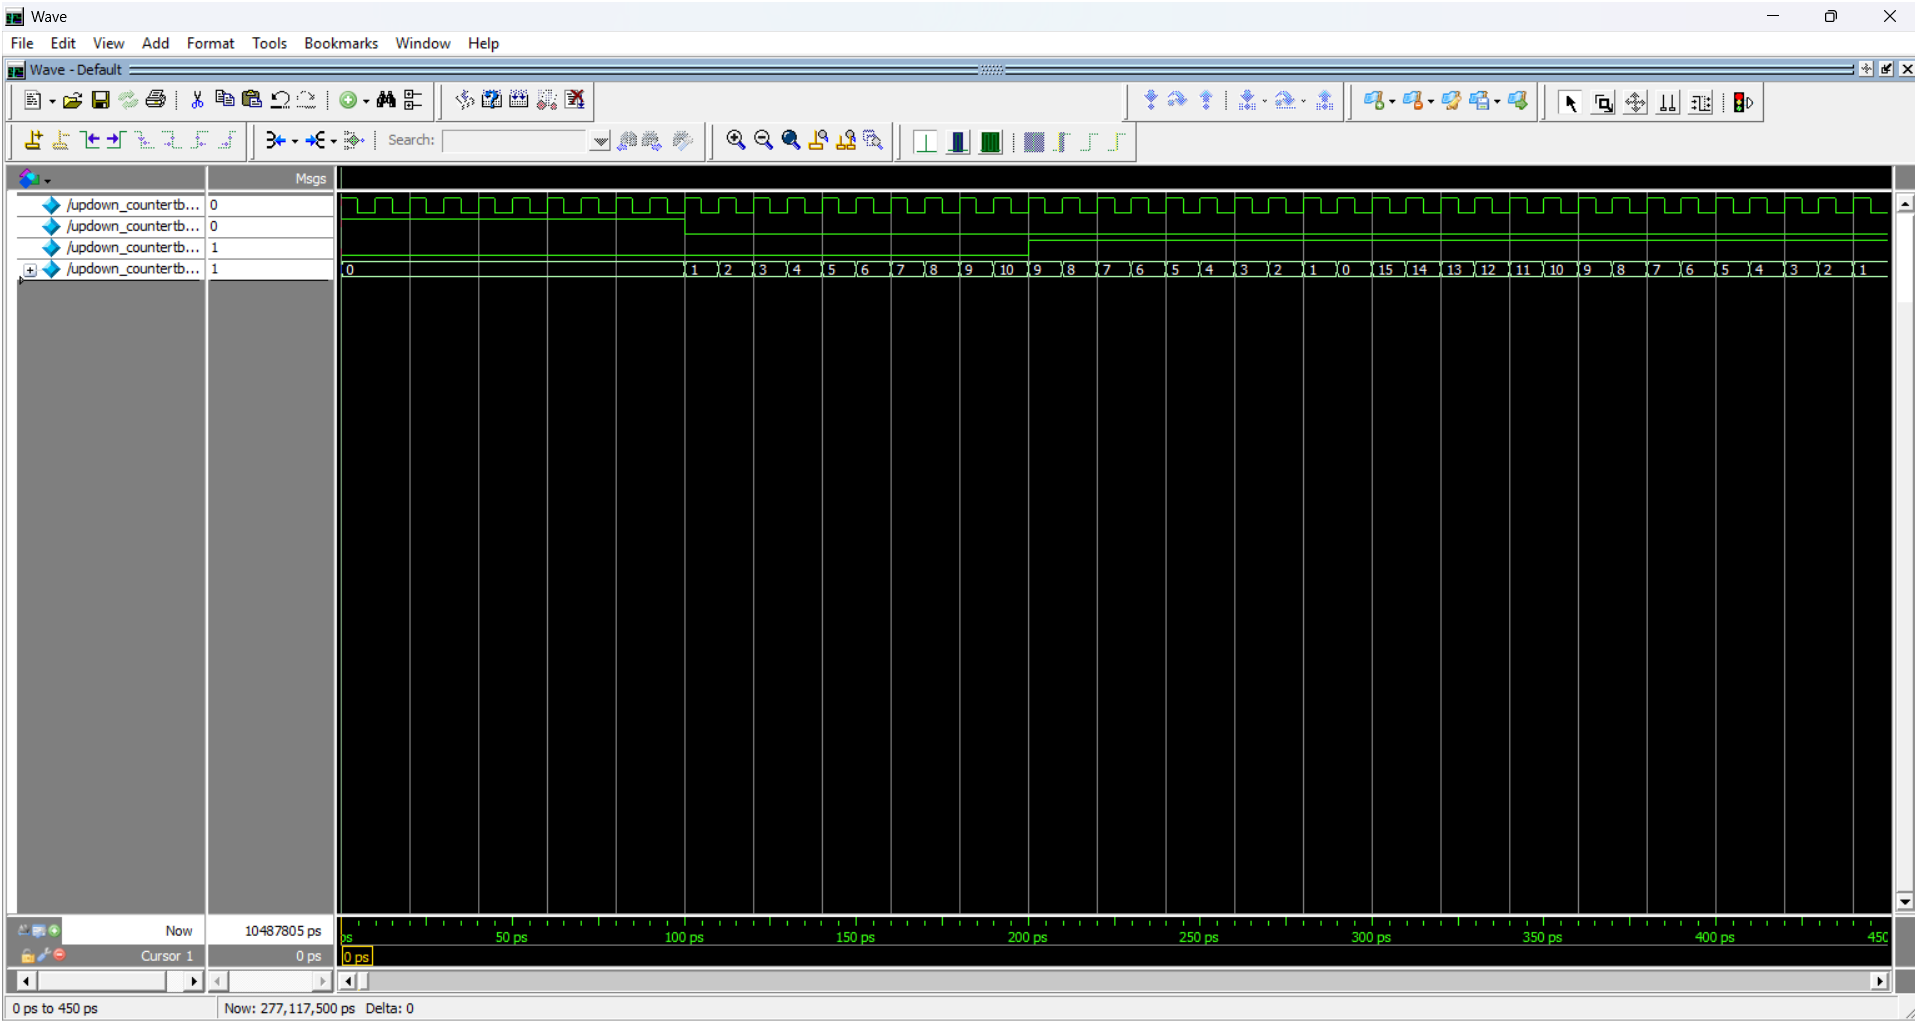 Wave
File Edit View Add Format Tools Bookmarks Window Help
Wave - Default
Search:
Msgs
/updown_countertb... 0
/updown_countertb... 0
/updown_countertb... 1
/updown_countertb... 1
0 1 2 3 4 5 6 7 8 9 10 9 8 7 6 5 4 3 2 1 0 15 14 13 12 11 10 9 8 7 6 5 4 3 2 1
Now 10487805 ps
ps 50 ps 100 ps 150 ps 200 ps 250 ps 300 ps 350 ps 400 ps 450
Cursor 1 0 ps
0 ps
0 ps to 450 ps Now: 277,117,500 ps Delta: 0